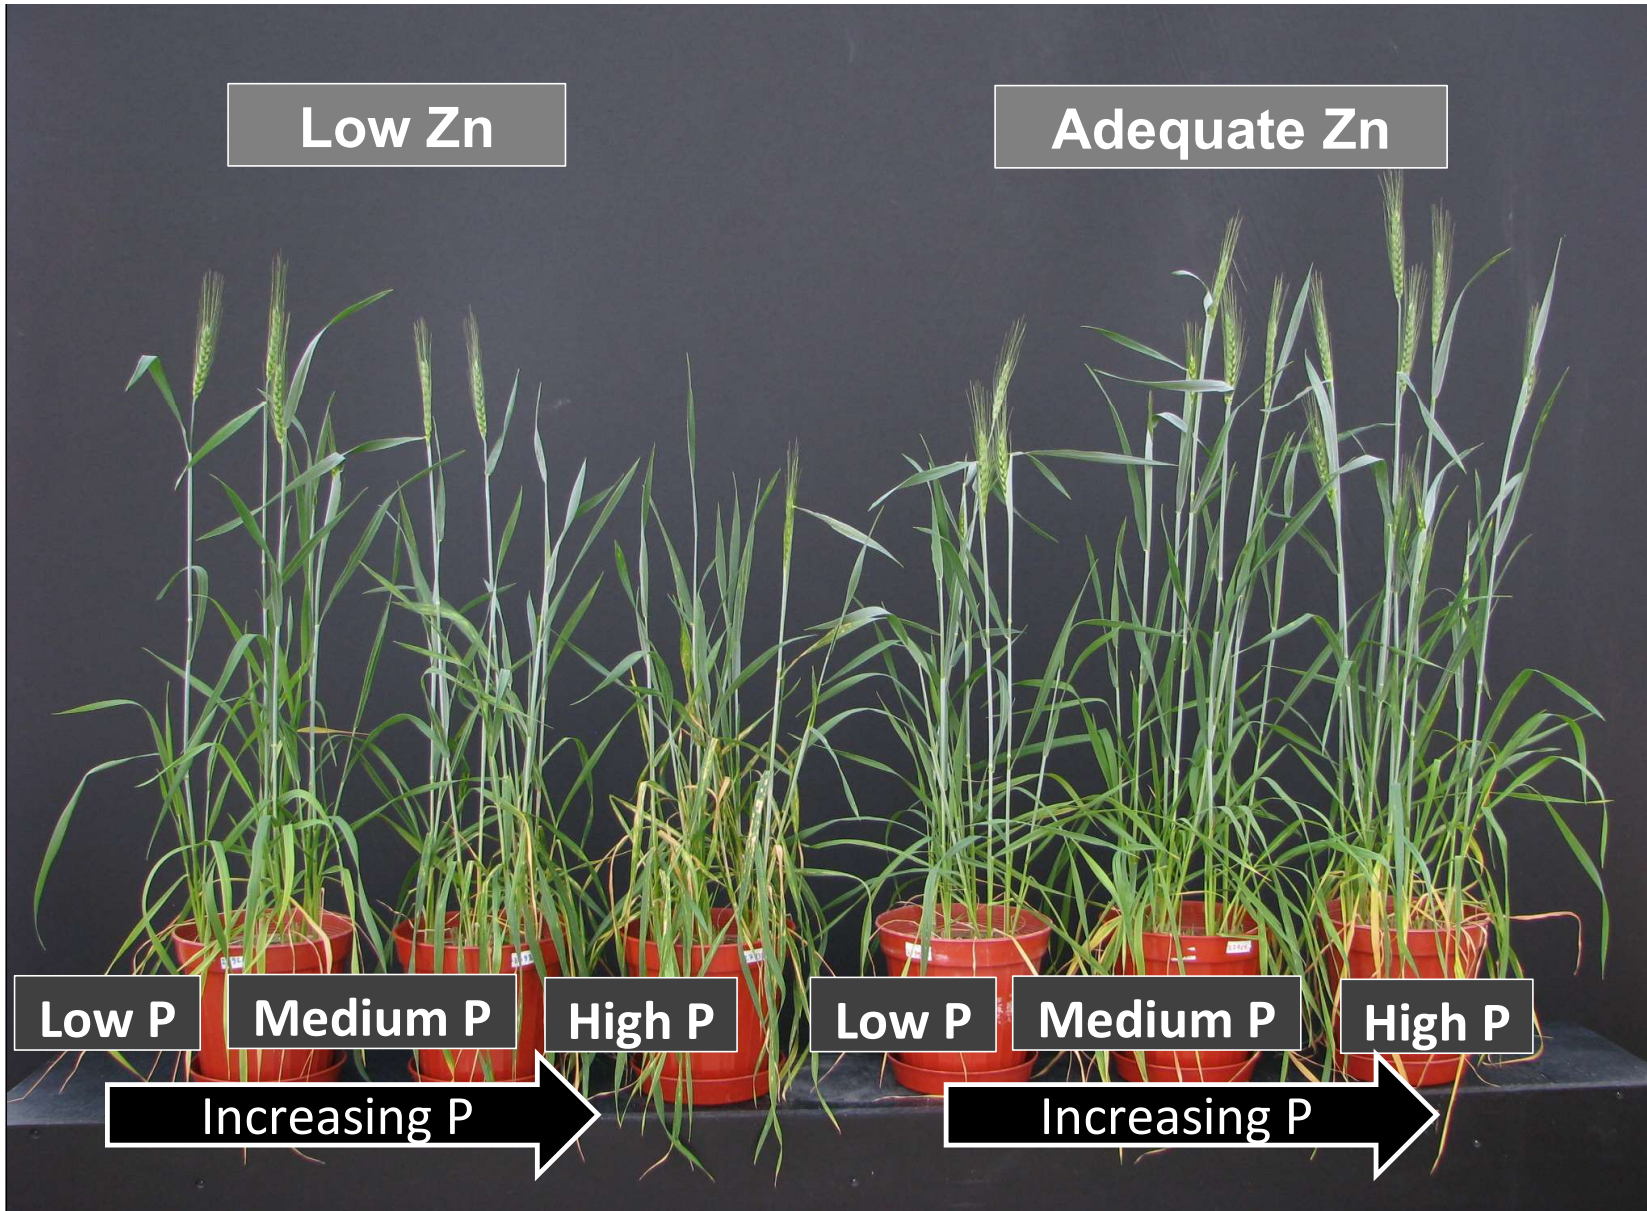 Low Zn
Adequate Zn
Low P
Medium P
High P
Low P
Medium P
High P
Increasing P
Increasing P